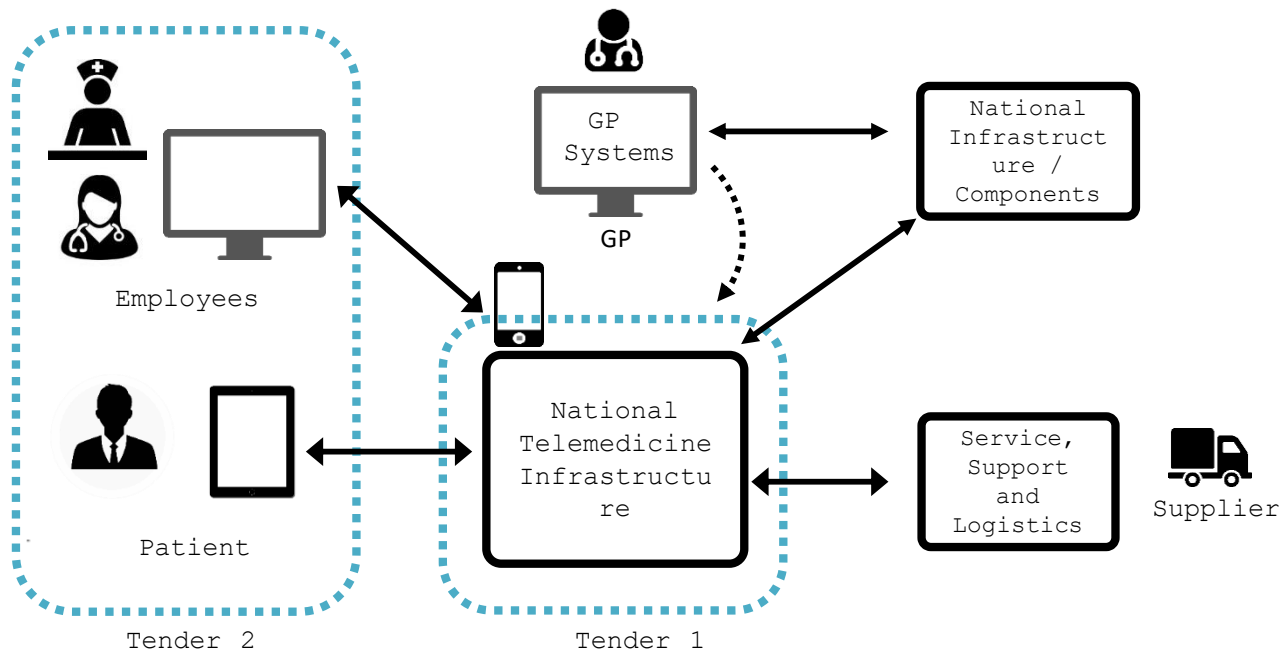 GP
Systems
GP
National
Infrastruct
ure /
Components
Employees
National
Telemedicine
Infrastructu
re
Service,
Support
and
Logistics
Supplier
Patient
Tender 2
Tender 1